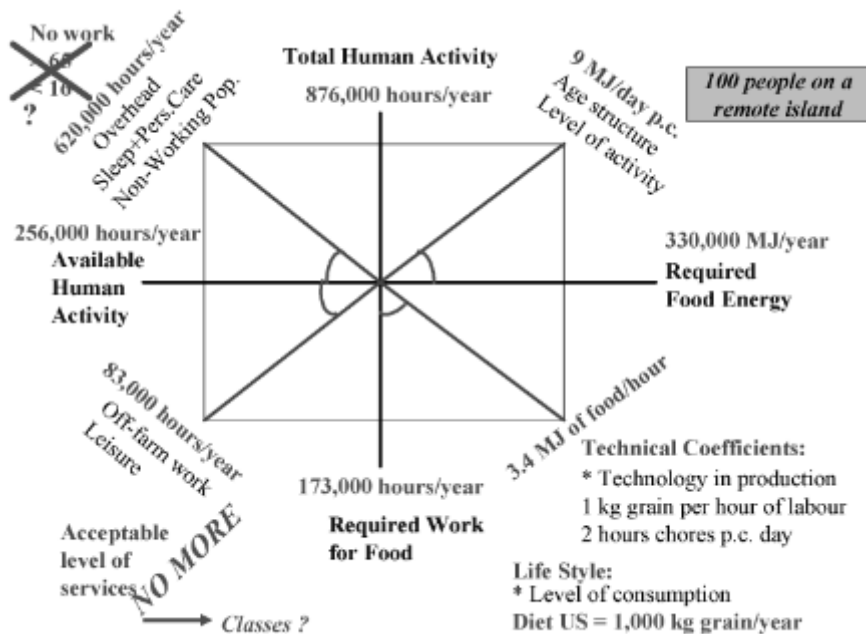 No work
> 65
< 16
?
620,000 hours/year
Overhead
Sleep+Pers.Care
Non-Working Pop.
Total Human Activity
876,000 hours/year
9 MJ/day p.c.
Age structure
Level of activity
100 people on a
remote island
256,000 hours/year
Available
Human
Activity
330,000 MJ/year
Required
Food Energy
83,000 hours/year
Off-farm work
Leisure
173,000 hours/year
Required Work
for Food
3.4 MJ of food/hour
Technical Coefficients:
* Technology in production
1 kg grain per hour of labour
2 hours chores p.c. day
Acceptable
level of
services
NO MORE
Classes ?
Life Style:
* Level of consumption
Diet US = 1,000 kg grain/year